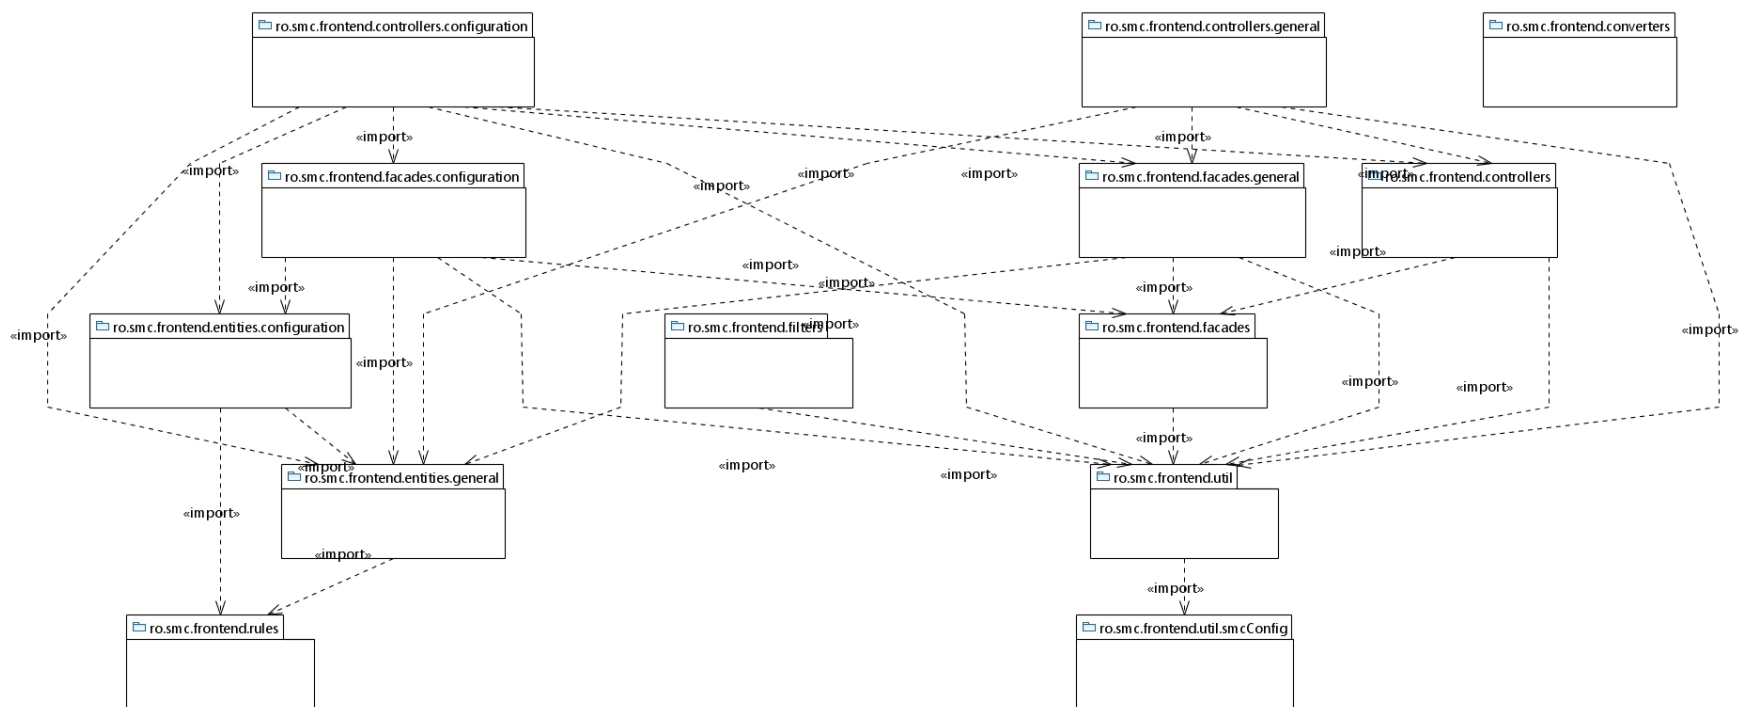 ro.smc.frontend.controllers.configuration
ro.smc.frontend.controllers.general
ro.smc.frontend.converters
«import»
«import»
«import»
«import»
«import»
«import»
«import»
ro.smc.frontend.facades.configuration
ro.smc.frontend.facades.general
ro.smc.frontend.controllers
«import»
«import»
«import»
«import»
«import»
«import»
ro.smc.frontend.entities.configuration
ro.smc.frontend.filters
«import»
ro.smc.frontend.facades
«import»
«import»
«import»
«import»
«import»
«import»
«import»
«import»
«import»
ro.smc.frontend.entities.general
ro.smc.frontend.util
«import»
«import»
«import»
ro.smc.frontend.rules
ro.smc.frontend.util.smcConfig